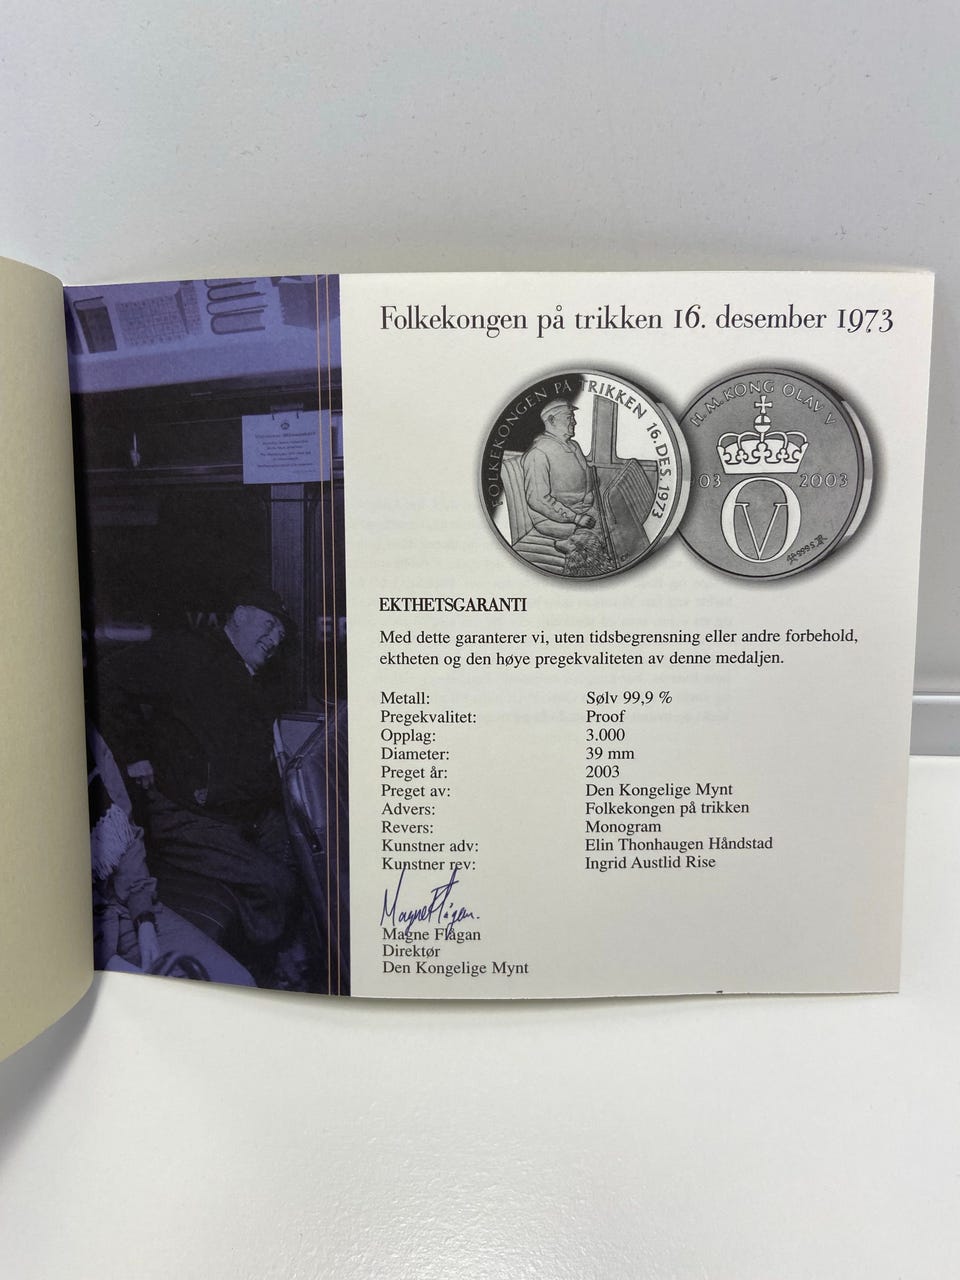 Folkekongen på trikken 16. desember 1973
FOLKEKONGEN PÅ TRIKKEN 16. DES. 1973
H. M. KONG OLAV V
03 2003
OV
EKTHETSGARANTI
Med dette garanterer vi, uten tidsbegrensning eller andre forbehold,
ektheten og den høye pregekvaliteten av denne medaljen.
Metall: Sølv 99,9 %
Pregekvalitet: Proof
Opplag: 3.000
Diameter: 39 mm
Preget år: 2003
Preget av: Den Kongelige Mynt
Advers: Folkekongen på trikken
Revers: Monogram
Kunstner adv: Elin Thonhaugen Håndstad
Kunstner rev: Ingrid Austlid Rise
Magne Flågan.
Magne Flågan
Direktør
Den Kongelige Mynt